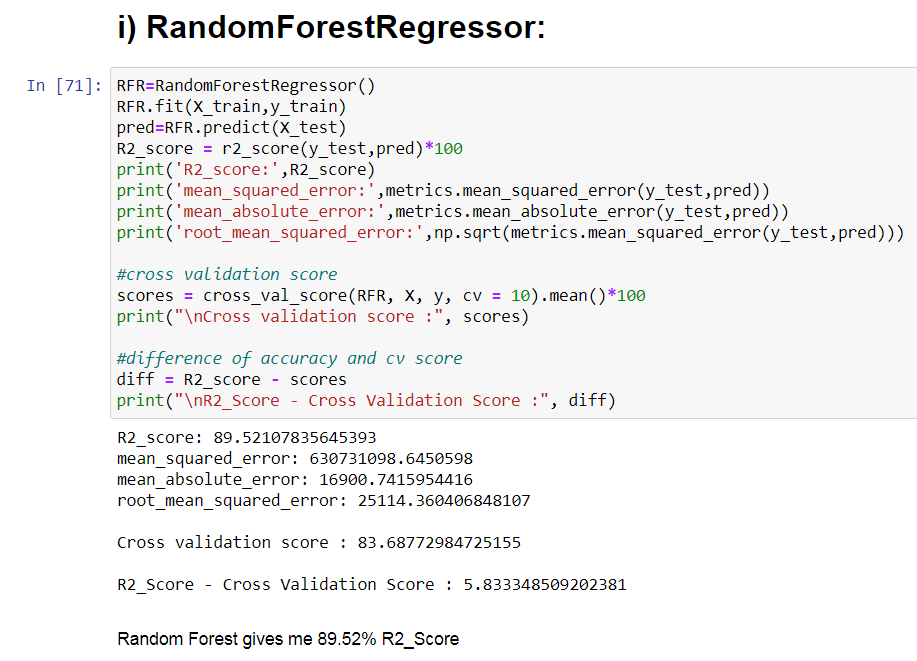 i) RandomForestRegressor:
In [71]: RFR=RandomForestRegressor()
RFR.fit(X_train,y_train)
pred=RFR.predict(X_test)
R2_score = r2_score(y_test,pred)*100
print('R2_score:',R2_score)
print('mean_squared_error:',metrics.mean_squared_error(y_test,pred))
print('mean_absolute_error:',metrics.mean_absolute_error(y_test,pred))
print('root_mean_squared_error:',np.sqrt(metrics.mean_squared_error(y_test,pred)))
#cross validation score
scores = cross_val_score(RFR, X, y, cv = 10).mean()*100
print("\nCross validation score :", scores)
#difference of accuracy and cv score
diff = R2_score - scores
print("\nR2_Score - Cross Validation Score :", diff)
R2_score: 89.52107835645393
mean_squared_error: 630731098.6450598
mean_absolute_error: 16900.7415954416
root_mean_squared_error: 25114.360406848107
Cross validation score : 83.68772984725155
R2_Score - Cross Validation Score : 5.833348509202381
Random Forest gives me 89.52% R2_Score